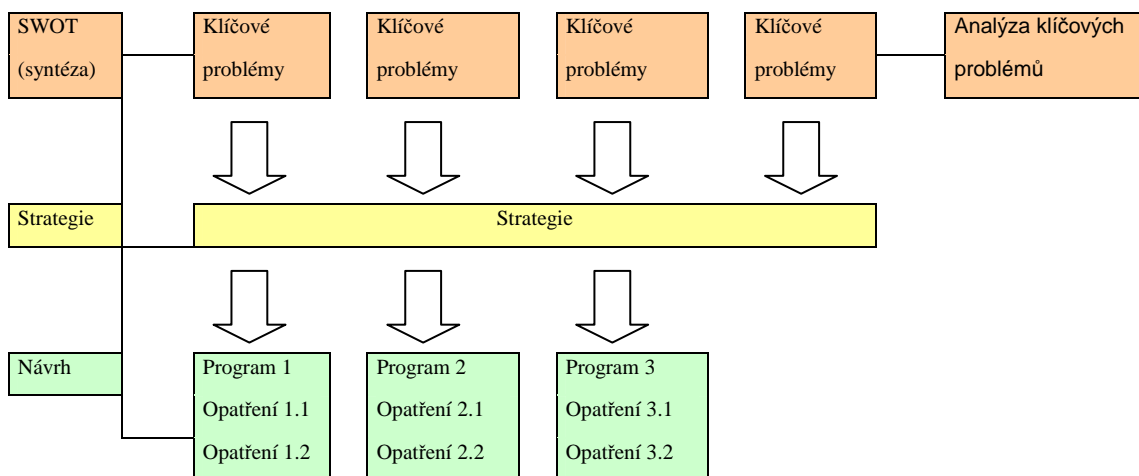 SWOT
(syntéza)
Klíčové
problémy
Klíčové
problémy
Klíčové
problémy
Klíčové
problémy
Analýza klíčových
problémů
Strategie
Strategie
Návrh
Program 1
Opatření 1.1
Opatření 1.2
Program 2
Opatření 2.1
Opatření 2.2
Program 3
Opatření 3.1
Opatření 3.2